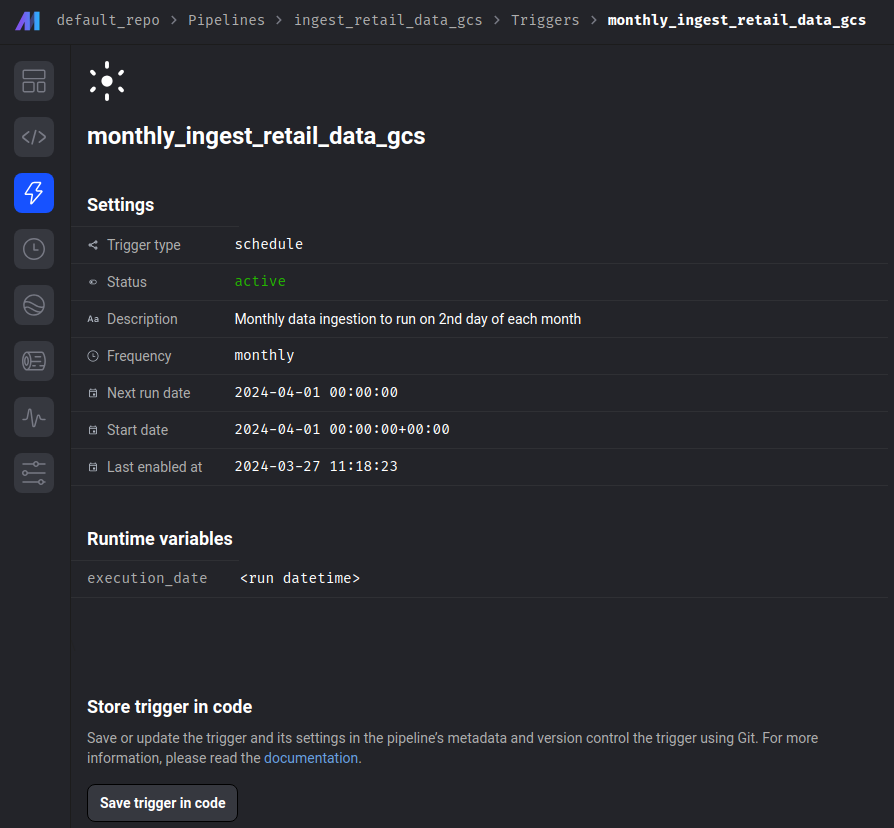 default_repo > Pipelines > ingest_retail_data_gcs > Triggers > monthly_ingest_retail_data_gcs
monthly_ingest_retail_data_gcs
Settings
Trigger type schedule
Status active
Aa Description Monthly data ingestion to run on 2nd day of each month
Frequency monthly
Next run date 2024-04-01 00:00:00
Start date 2024-04-01 00:00:00+00:00
Last enabled at 2024-03-27 11:18:23
Runtime variables
execution_date <run datetime>
Store trigger in code
Save or update the trigger and its settings in the pipeline's metadata and version control the trigger using Git. For more
information, please read the documentation.
Save trigger in code